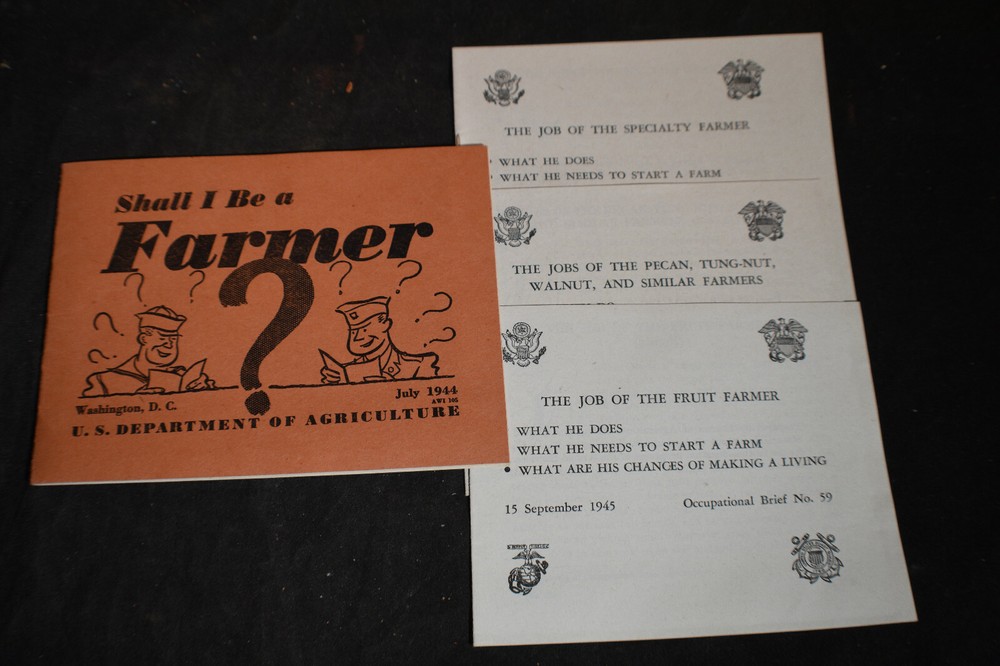 Shall I Be a
Farmer
?
Washington, D. C.
July 1944
AWI 105
U. S. DEPARTMENT OF AGRICULTURE
THE JOB OF THE SPECIALTY FARMER
• WHAT HE DOES
• WHAT HE NEEDS TO START A FARM
THE JOBS OF THE PECAN, TUNG-NUT,
WALNUT, AND SIMILAR FARMERS
THE JOB OF THE FRUIT FARMER
WHAT HE DOES
WHAT HE NEEDS TO START A FARM
• WHAT ARE HIS CHANCES OF MAKING A LIVING
15 September 1945
Occupational Brief No. 59